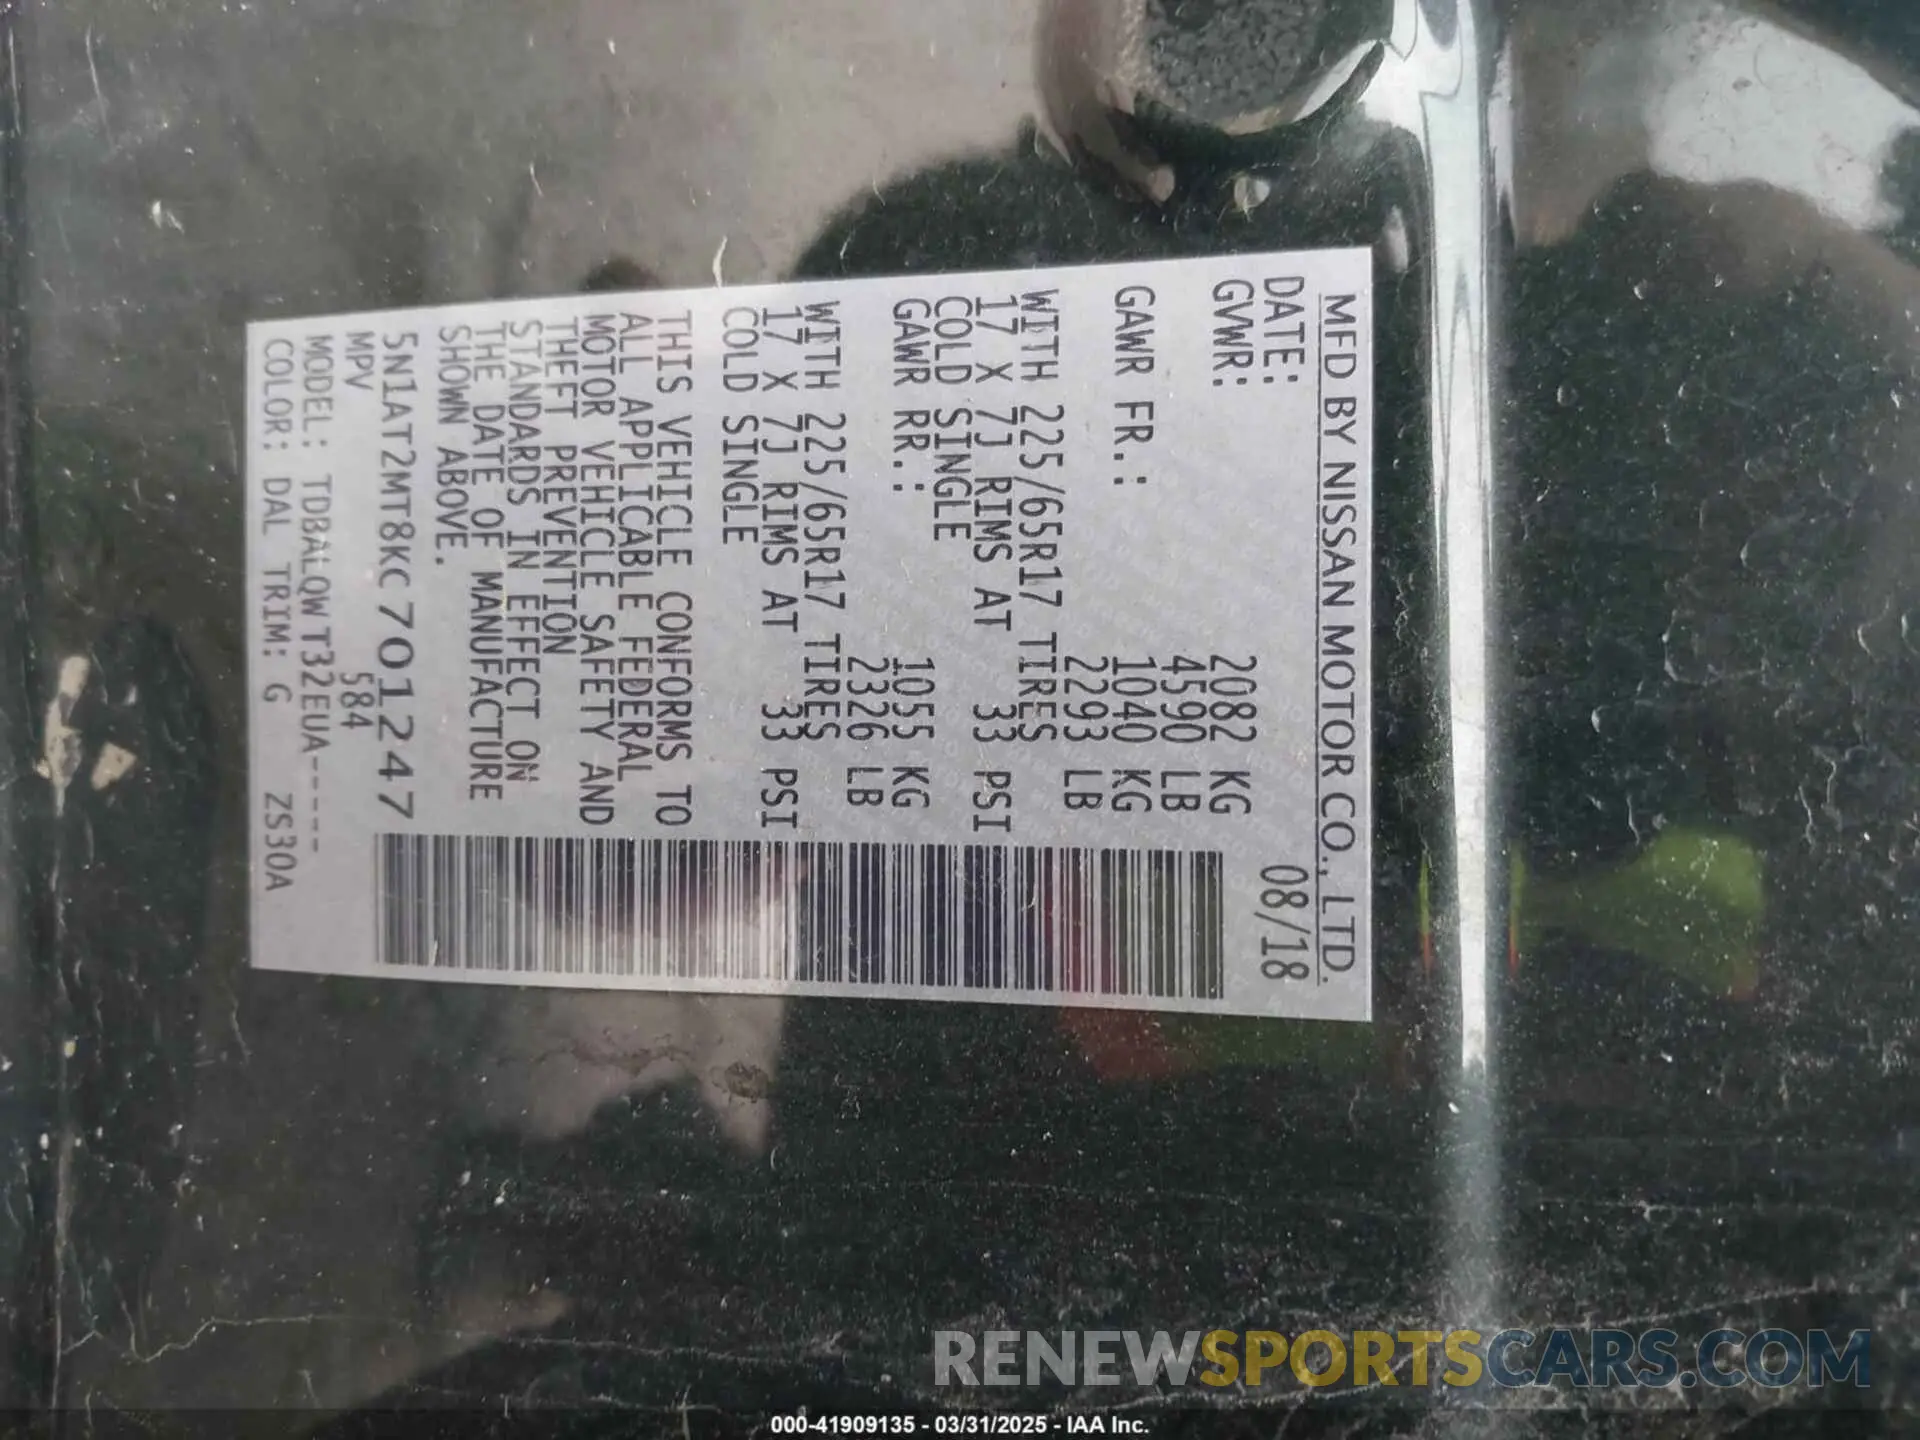 MFD BY NISSAN MOTOR CO., LTD.
DATE: 08/18
GVWR: 2082 KG
4590 LB
GAWR FR.: 1040 KG
2293 LB
WITH 225/65R17 TIRES
17 X 7J RIMS AT 33 PSI
COLD SINGLE
GAWR RR.: 1055 KG
2326 LB
WITH 225/65R17 TIRES
17 X 7J RIMS AT 33 PSI
COLD SINGLE
THIS VEHICLE CONFORMS TO
ALL APPLICABLE FEDERAL
MOTOR VEHICLE SAFETY AND
THEFT PREVENTION
STANDARDS IN EFFECT ON
THE DATE OF MANUFACTURE
SHOWN ABOVE.
5N1AT2MT8KC701247
MPV 584
MODEL: TDBALQWT32EUA-----
COLOR: DAL TRIM: G ZS30A
RENEWSPORTSCARS.COM
000-41909135 - 03/31/2025 - IAA Inc.